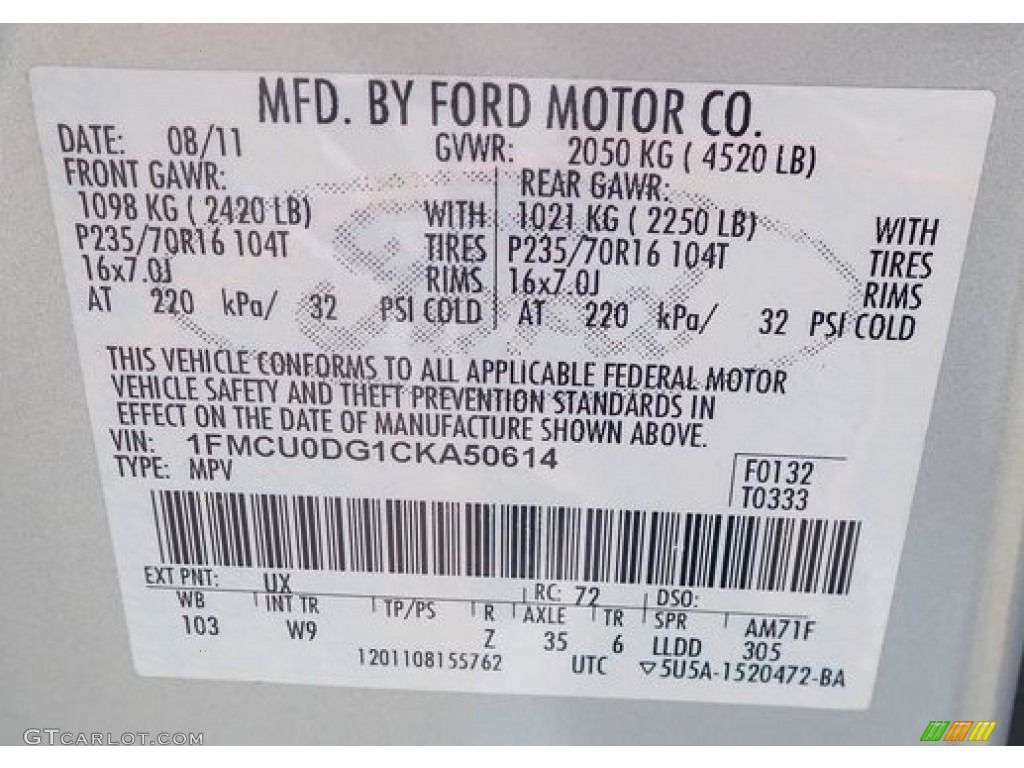 MFD. BY FORD MOTOR CO.
DATE: 08/11 GVWR: 2050 KG ( 4520 LB)
FRONT GAWR: REAR GAWR:
1098 KG ( 2420 LB) WITH 1021 KG ( 2250 LB) WITH
P235/70R16 104T TIRES P235/70R16 104T TIRES
16x7.0J RIMS 16x7.0J RIMS
AT 220 kPa/ 32 PSI COLD AT 220 kPa/ 32 PSI COLD
THIS VEHICLE CONFORMS TO ALL APPLICABLE FEDERAL MOTOR
VEHICLE SAFETY AND THEFT PREVENTION STANDARDS IN
EFFECT ON THE DATE OF MANUFACTURE SHOWN ABOVE.
VIN: 1FMCU0DG1CKA50614
TYPE: MPV
F0132
T0333
EXT PNT: UX RC: 72 DSO:
WB INT TR TP/PS R AXLE TR SPR AM71F
103 W9 Z 35 6 LLDD 305
1201108155762 UTC ▽5U5A-1520472-BA
GTCARLOT.COM